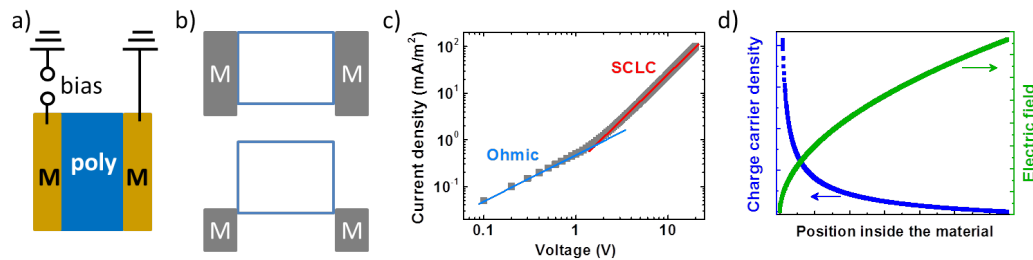 a)
bias
poly
M
M
b)
M
M
M
M
c)
Current density (mA/m²)
10²
10¹
10⁰
10⁻¹
SCLC
Ohmic
0.1
1
10
Voltage (V)
d)
Charge carrier density
Electric field
Position inside the material